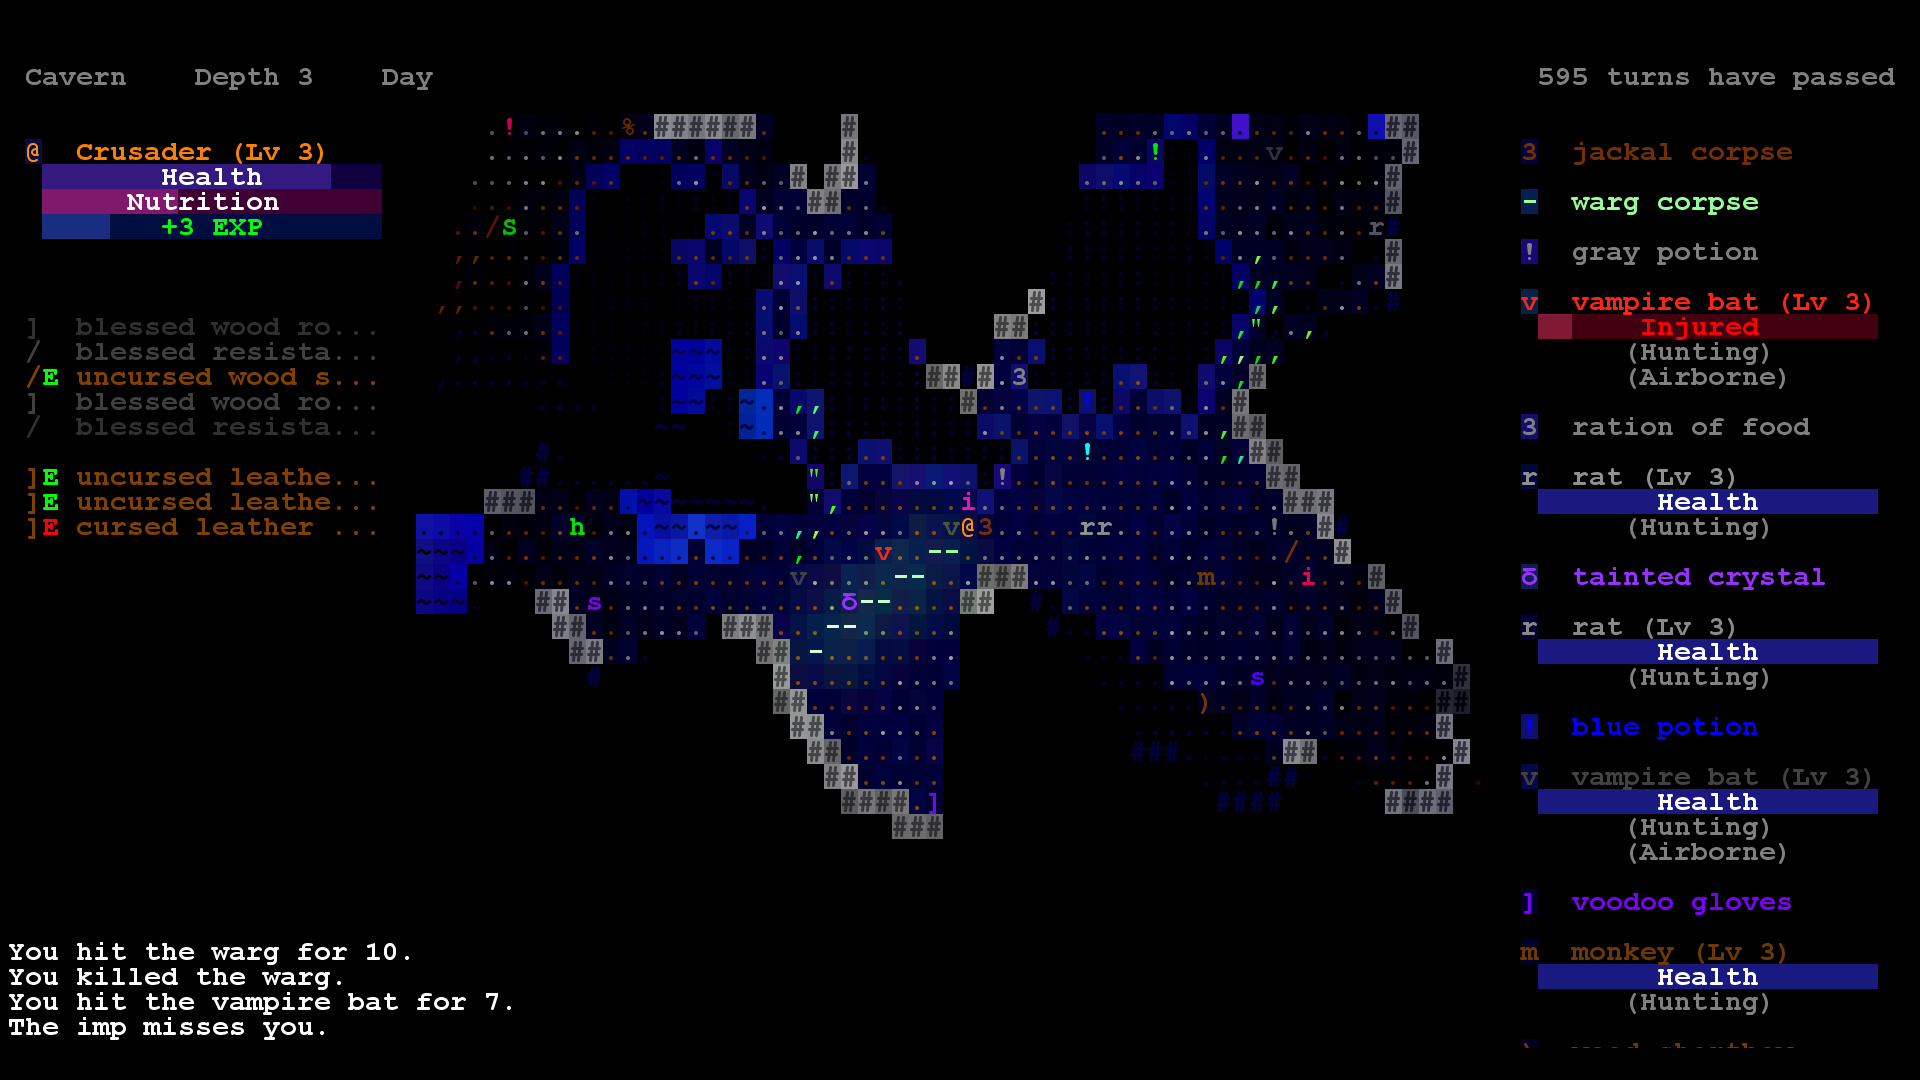 Cavern Depth 3 Day
595 turns have passed
@ Crusader (Lv 3)
Health
Nutrition
+3 EXP
] blessed wood ro...
/ blessed resista...
/E uncursed wood s...
] blessed wood ro...
/ blessed resista...
]E uncursed leathe...
]E uncursed leathe...
]E cursed leather ...
You hit the warg for 10.
You killed the warg.
You hit the vampire bat for 7.
The imp misses you.
3 jackal corpse
- warg corpse
! gray potion
v vampire bat (Lv 3)
Injured
(Hunting)
(Airborne)
3 ration of food
r rat (Lv 3)
Health
(Hunting)
δ tainted crystal
r rat (Lv 3)
Health
(Hunting)
! blue potion
v vampire bat (Lv 3)
Health
(Hunting)
(Airborne)
] voodoo gloves
m monkey (Lv 3)
Health
(Hunting)